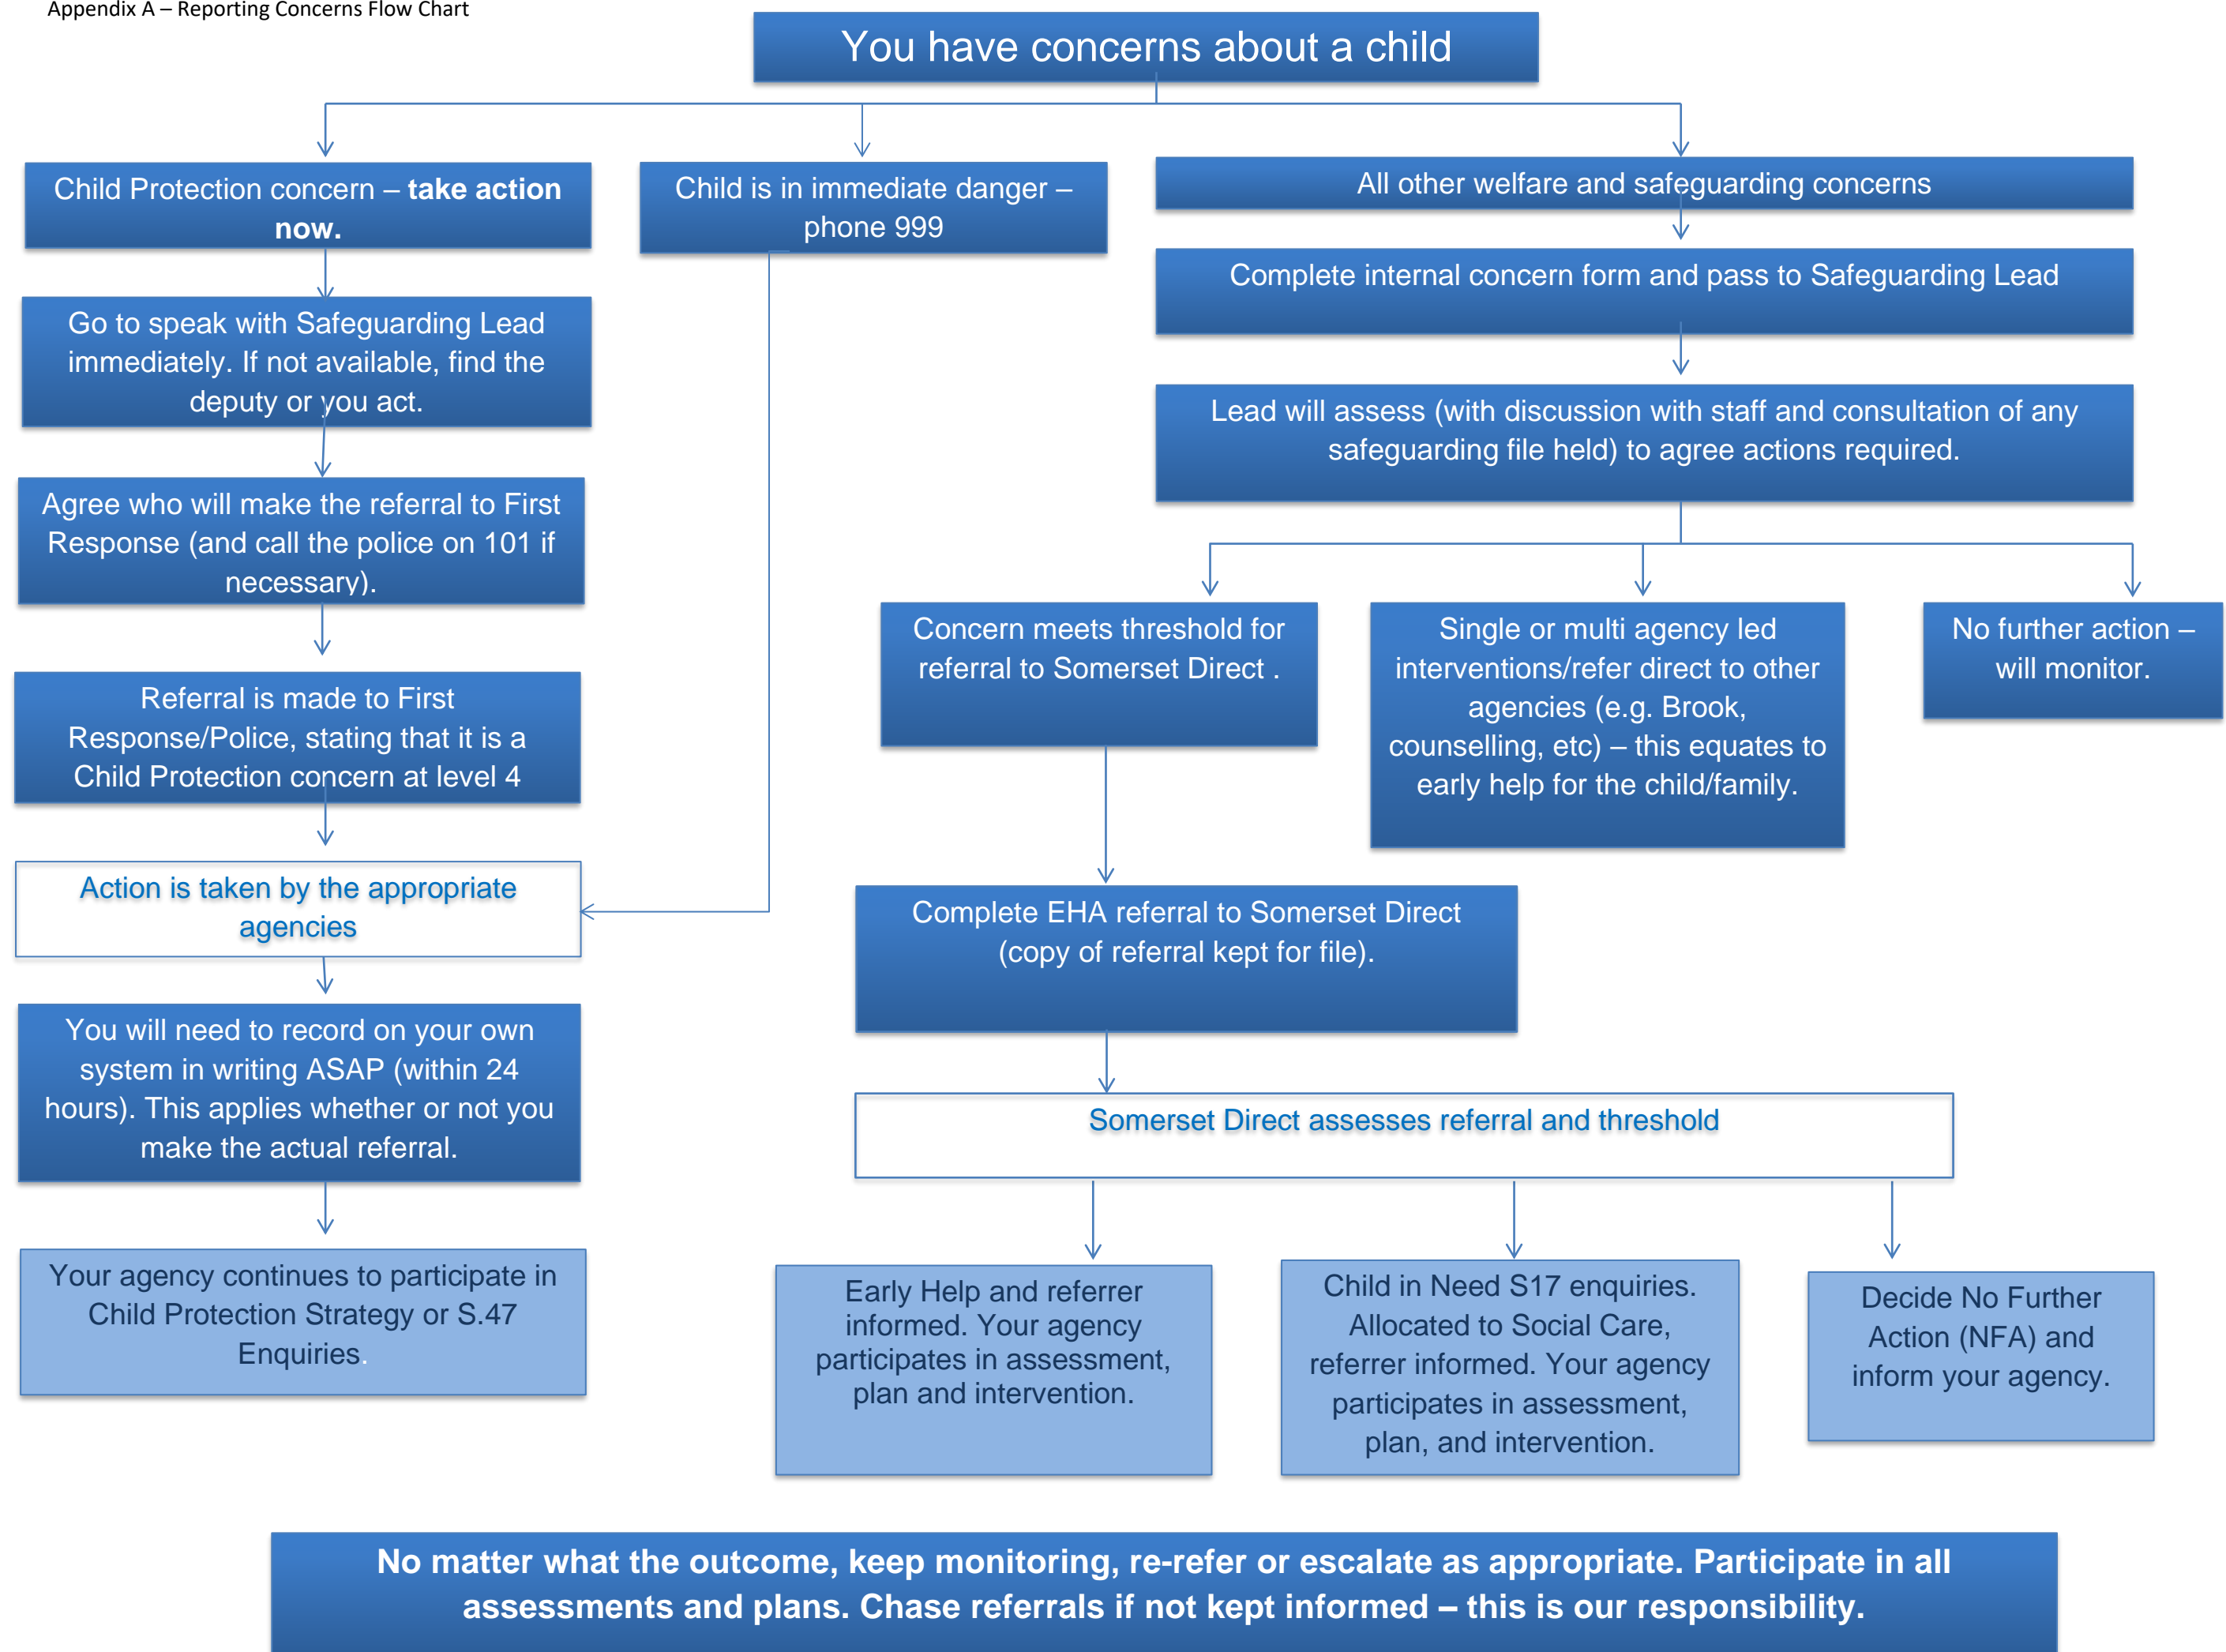 Appendix A – Reporting Concerns Flow Chart
You have concerns about a child
Child Protection concern – take action
now.
Child is in immediate danger –
phone 999
All other welfare and safeguarding concerns
Go to speak with Safeguarding Lead
immediately. If not available, find the
deputy or you act.
Complete internal concern form and pass to Safeguarding Lead
Lead will assess (with discussion with staff and consultation of any
safeguarding file held) to agree actions required.
Agree who will make the referral to First
Response (and call the police on 101 if
necessary).
Concern meets threshold for
referral to Somerset Direct .
Single or multi agency led
interventions/refer direct to other
agencies (e.g. Brook,
counselling, etc) – this equates to
early help for the child/family.
No further action –
will monitor.
Referral is made to First
Response/Police, stating that it is a
Child Protection concern at level 4
Action is taken by the appropriate
agencies
Complete EHA referral to Somerset Direct
(copy of referral kept for file).
You will need to record on your own
system in writing ASAP (within 24
hours). This applies whether or not you
make the actual referral.
Somerset Direct assesses referral and threshold
Your agency continues to participate in
Child Protection Strategy or S.47
Enquiries.
Early Help and referrer
informed. Your agency
participates in assessment,
plan and intervention.
Child in Need S17 enquiries.
Allocated to Social Care,
referrer informed. Your agency
participates in assessment,
plan, and intervention.
Decide No Further
Action (NFA) and
inform your agency.
No matter what the outcome, keep monitoring, re-refer or escalate as appropriate. Participate in all
assessments and plans. Chase referrals if not kept informed – this is our responsibility.